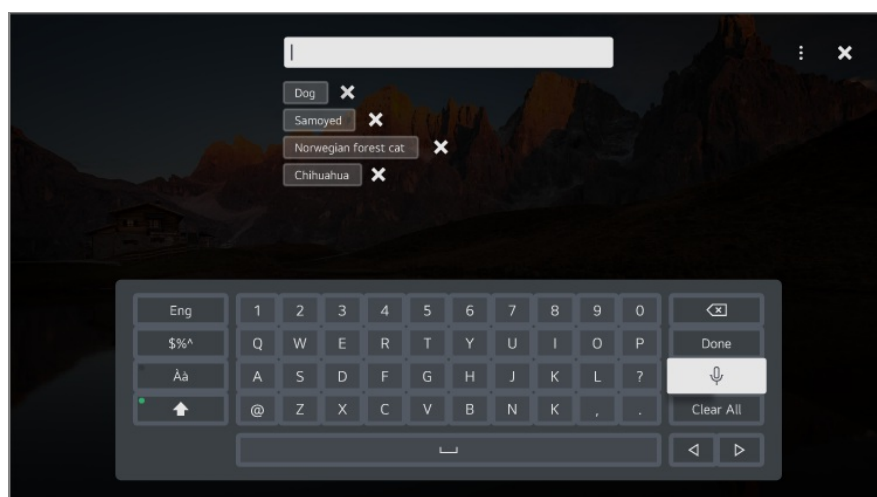 Dog
Samoyed
Norwegian forest cat
Chihuahua
Eng 1 2 3 4 5 6 7 8 9 0
$%^ Q W E R T Y U I O P Done
Àà A S D F G H J K L ?
@ Z X C V B N K , . Clear All